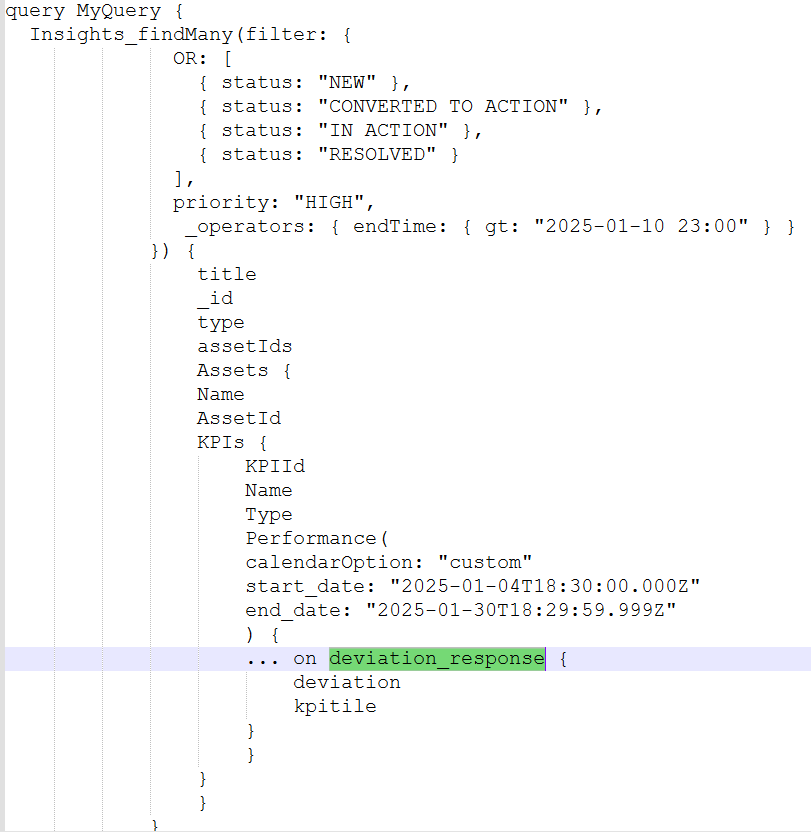 query MyQuery {
Insights_findMany(filter: {
OR: [
{ status: "NEW" },
{ status: "CONVERTED TO ACTION" },
{ status: "IN ACTION" },
{ status: "RESOLVED" }
],
priority: "HIGH",
_operators: { endTime: { gt: "2025-01-10 23:00" } }
}) {
title
_id
type
assetIds
Assets {
Name
AssetId
KPIs {
KPIId
Name
Type
Performance(
calendarOption: "custom"
start_date: "2025-01-04T18:30:00.000Z"
end_date: "2025-01-30T18:29:59.999Z"
) {
... on deviation_response {
deviation
kpitile
}
}
}
}
}